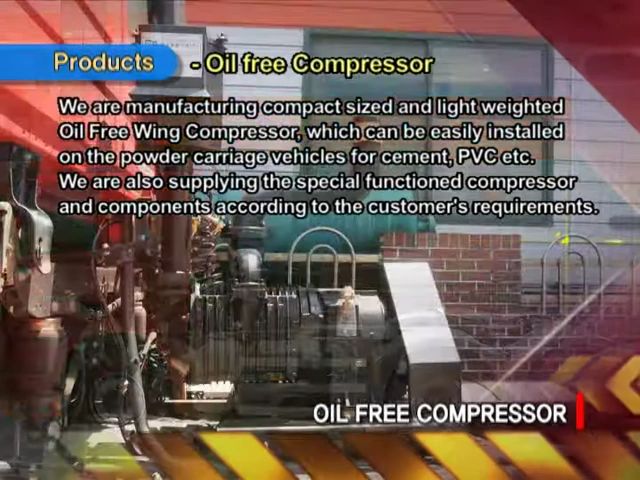 Products - Oil free Compressor
We are manufacturing compact sized and light weighted
Oil Free Wing Compressor, which can be easily installed
on the powder carriage vehicles for cement, PVC etc.
We are also supplying the special functioned compressor
and components according to the customer's requirements.
OIL FREE COMPRESSOR